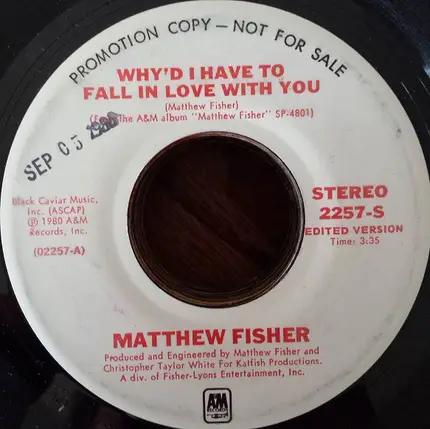 PROMOTION COPY — NOT FOR SALE
WHY'D I HAVE TO
FALL IN LOVE WITH YOU
(Matthew Fisher)
The A&M album "Matthew Fisher" SP-4801)
SEP 05
Black Caviar Music,
Inc. (ASCAP)
Ⓟ 1980 A&M
Records, Inc.
(02257-A)
STEREO
2257-S
EDITED VERSION
Time: 3:35
MATTHEW FISHER
Produced and Engineered by Matthew Fisher and
Christopher Taylor White For Katfish Productions.
A div. of Fisher-Lyons Entertainment, Inc.
A&M
RECORDS